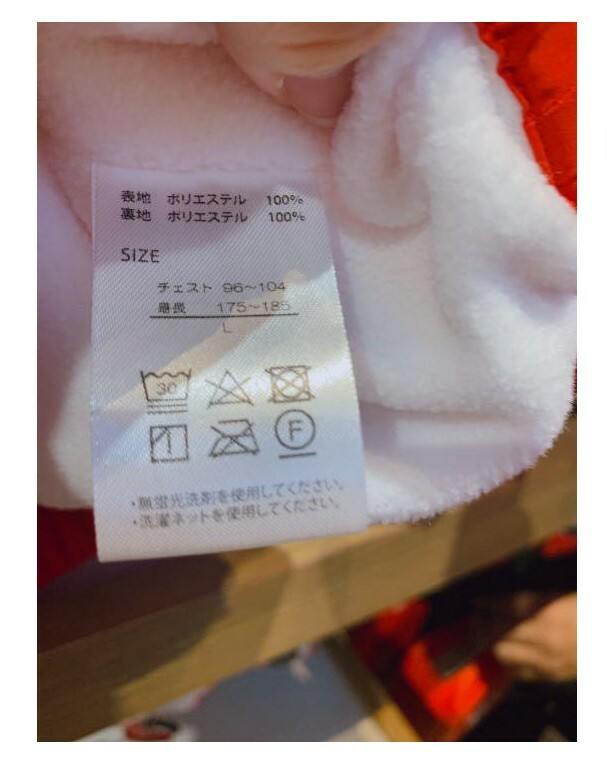 表地 ポリエステル 100%
裏地 ポリエステル 100%
SIZE
チェスト 96～104
身長 175～185
L
30
F
・無蛍光洗剤を使用してください。
・洗濯ネットを使用してください。